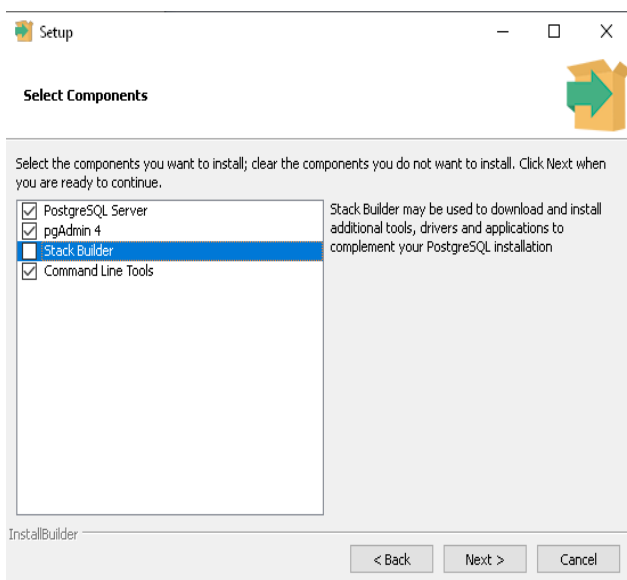 Setup
Select Components
Select the components you want to install; clear the components you do not want to install. Click Next when
you are ready to continue.
PostgreSQL Server
pgAdmin 4
Stack Builder
Command Line Tools
Stack Builder may be used to download and install
additional tools, drivers and applications to
complement your PostgreSQL installation
InstallBuilder
< Back
Next >
Cancel